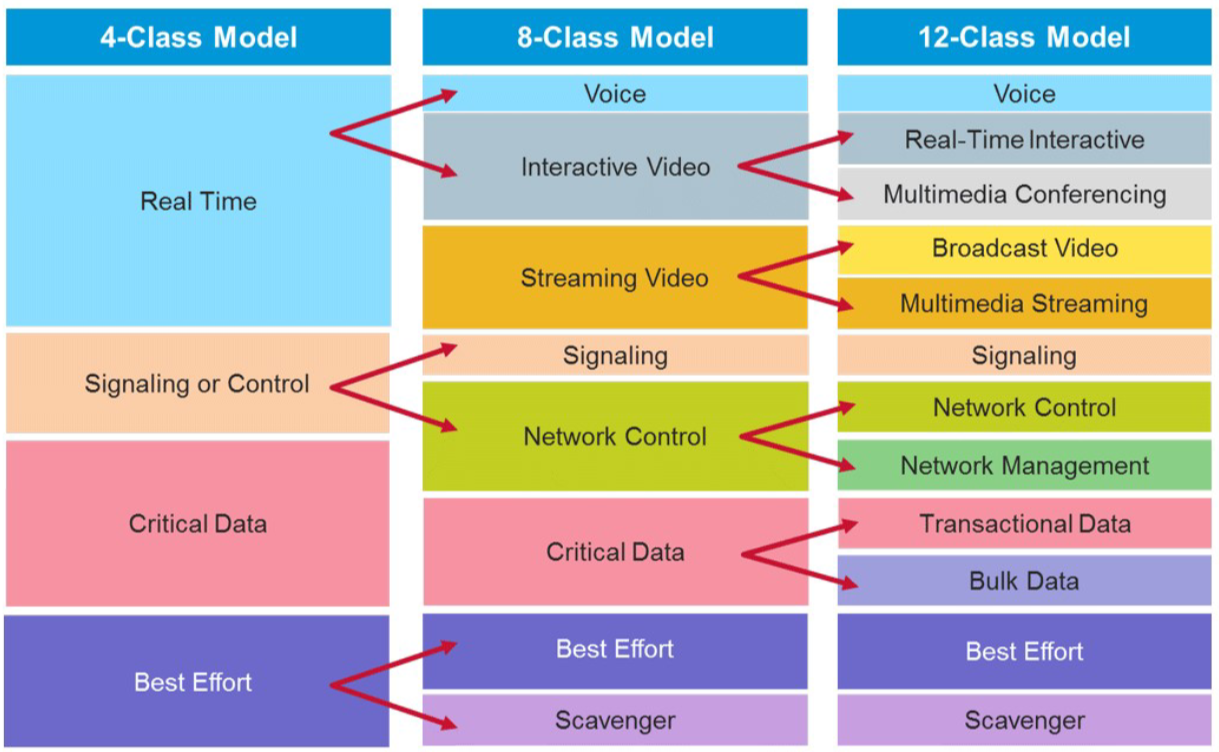 4-Class Model
8-Class Model
12-Class Model
Real Time
Signaling or Control
Critical Data
Best Effort
Voice
Interactive Video
Streaming Video
Signaling
Network Control
Critical Data
Best Effort
Scavenger
Voice
Real-Time Interactive
Multimedia Conferencing
Broadcast Video
Multimedia Streaming
Signaling
Network Control
Network Management
Transactional Data
Bulk Data
Best Effort
Scavenger